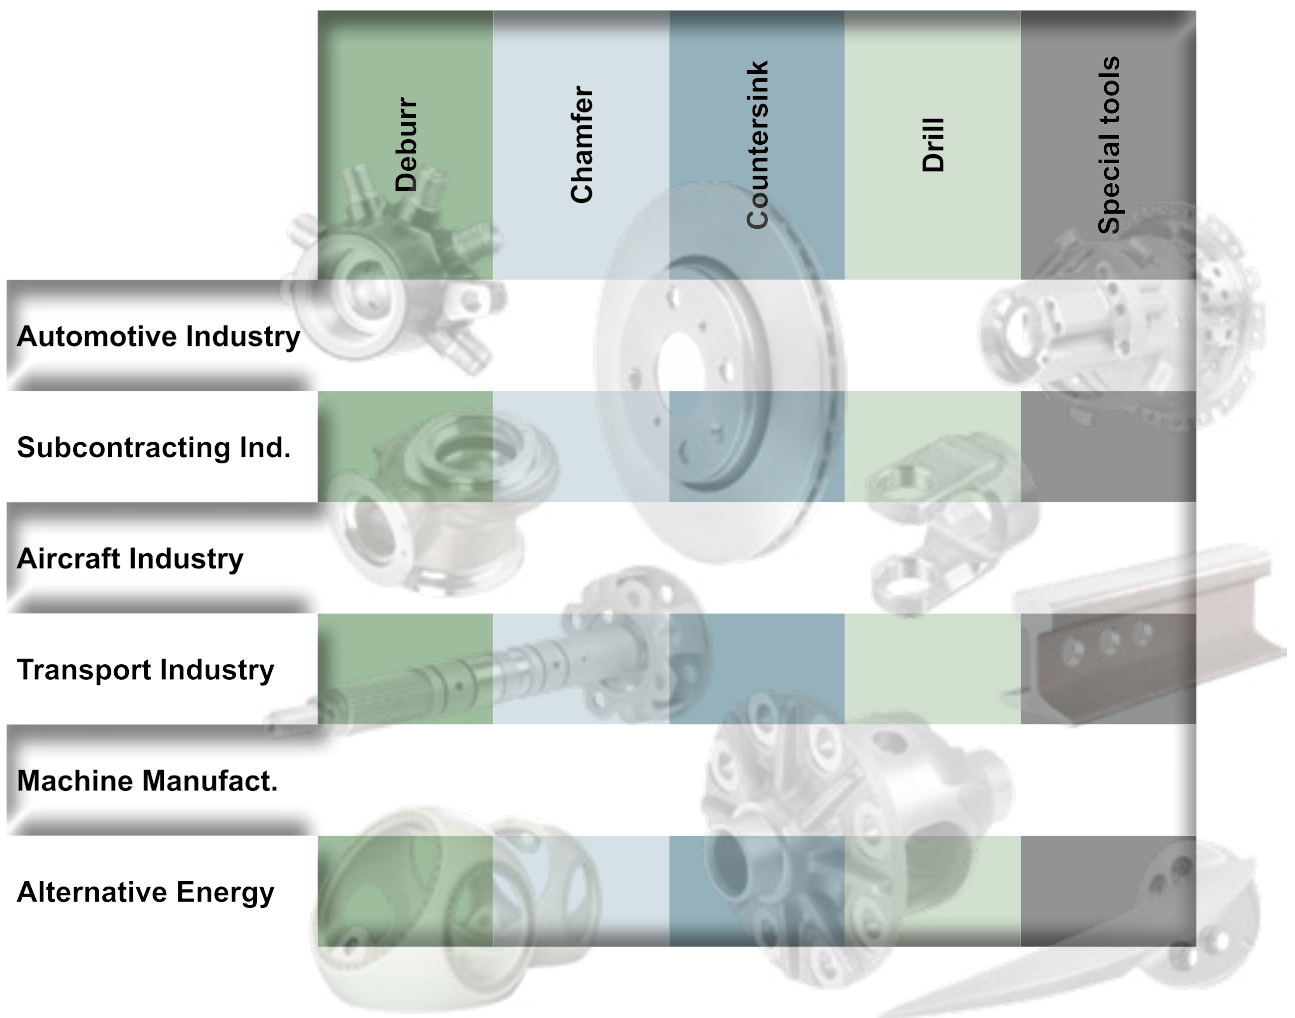 Deburr
Chamfer
Countersink
Drill
Special tools
Automotive Industry
Subcontracting Ind.
Aircraft Industry
Transport Industry
Machine Manufact.
Alternative Energy